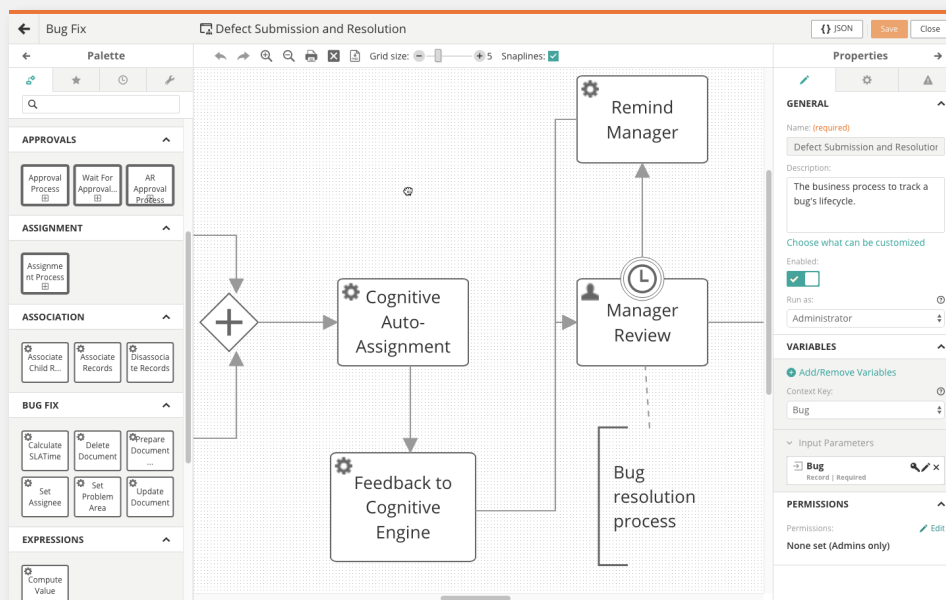 Bug Fix
Defect Submission and Resolution
{} JSON
Save
Close
Palette
Grid size:
5
Snaplines:
Properties
APPROVALS
Approval
Process
Wait For
Approval...
AR
Approval
Process
ASSIGNMENT
Assignme
nt Process
ASSOCIATION
Associate
Child R...
Associate
Records
Disassocia
te Records
BUG FIX
Calculate
SLATime
Delete
Document
Prepare
Document
...
Set
Assignee
Set
Problem
Area
Update
Document
EXPRESSIONS
Compute
Value
Remind
Manager
Cognitive
Auto-
Assignment
Manager
Review
Feedback to
Cognitive
Engine
Bug
resolution
process
GENERAL
Name: (required)
Defect Submission and Resolution
Description:
The business process to track a
bug's lifecycle.
Choose what can be customized
Enabled:
Run as:
Administrator
VARIABLES
Add/Remove Variables
Context Key:
Bug
Input Parameters
Bug
Record | Required
PERMISSIONS
Permissions:
Edit
None set (Admins only)